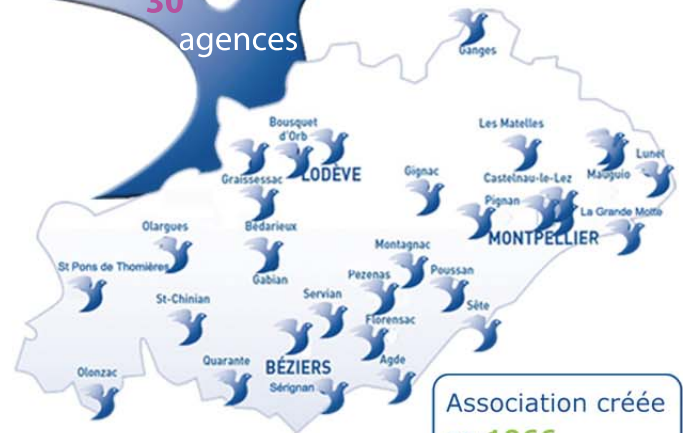 30
agences
Ganges
Bousquet
d'Orb
Les Matelles
Lunel
Graissessac
LODÈVE
Gignac
Castelnau-le-Lez
Mauguio
Pignan
La Grande Motte
Olargues
Bédarieux
MONTPELLIER
Montagnac
St Pons de Thomières
Gabian
Pezenas
Poussan
St-Chinian
Servian
Sète
Florensac
Quarante
BÉZIERS
Agde
Olonzac
Sérignan
Association créée